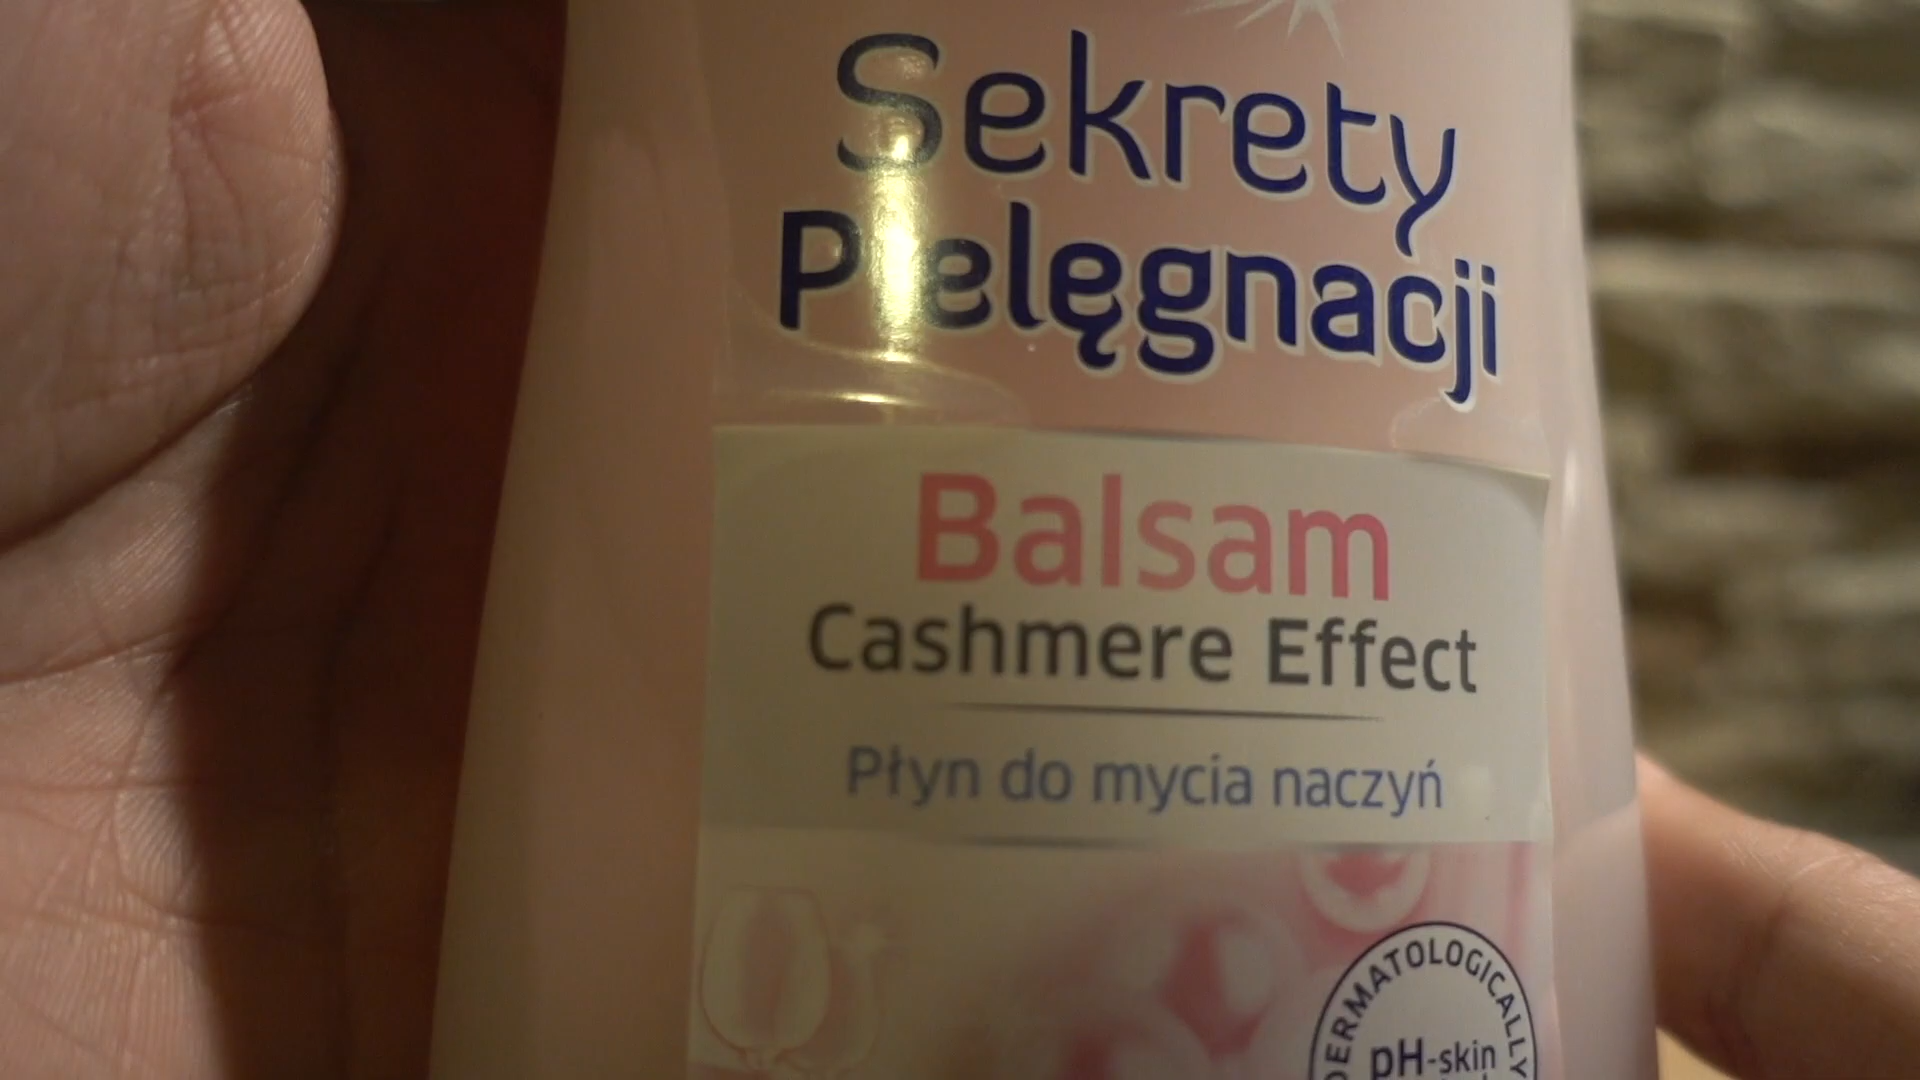 Sekrety
Pielęgnacji
Balsam
Cashmere Effect
Płyn do mycia naczyń
DERMATOLOGICALLY
pH-skin